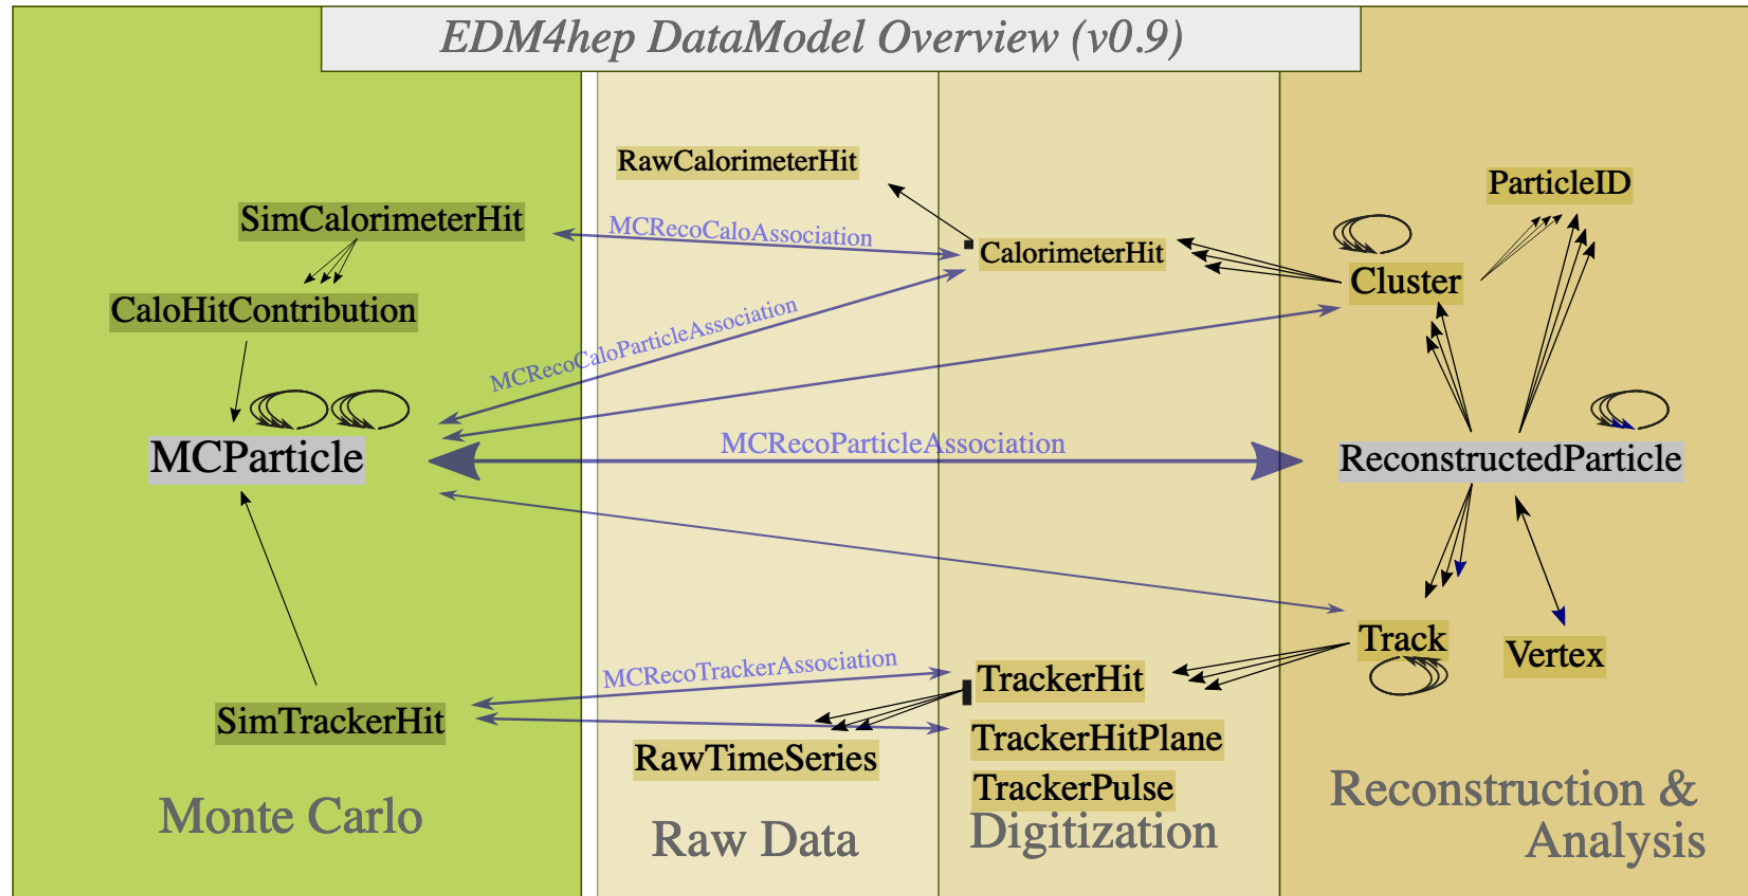 EDM4hep DataModel Overview (v0.9)
RawCalorimeterHit
ParticleID
SimCalorimeterHit
MCRecoCaloAssociation
CalorimeterHit
Cluster
CaloHitContribution
MCRecoCaloParticleAssociation
MCParticle
MCRecoParticleAssociation
ReconstructedParticle
Track
Vertex
MCRecoTrackerAssociation
TrackerHit
SimTrackerHit
TrackerHitPlane
RawTimeSeries
TrackerPulse
Monte Carlo
Raw Data
Digitization
Reconstruction &
Analysis